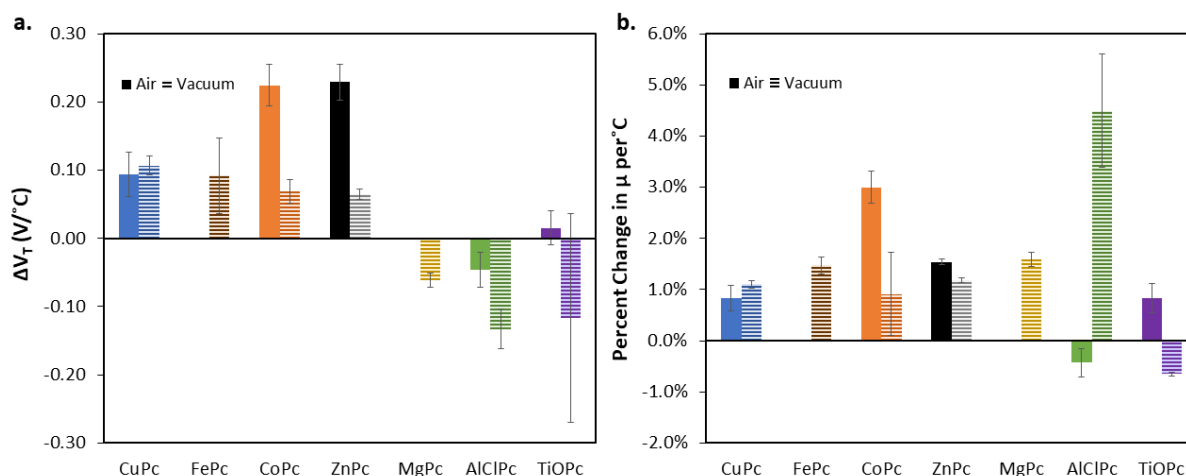 a.
0.30
0.20
0.10
0.00
-0.10
-0.20
-0.30
ΔVT (V/˚C)
Air Vacuum
CuPc FePc CoPc ZnPc MgPc AlClPc TiOPc
b.
6.0%
5.0%
4.0%
3.0%
2.0%
1.0%
0.0%
-1.0%
-2.0%
Percent Change in μ per˚C
Air Vacuum
CuPc FePc CoPc ZnPc MgPc AlClPc TiOPc